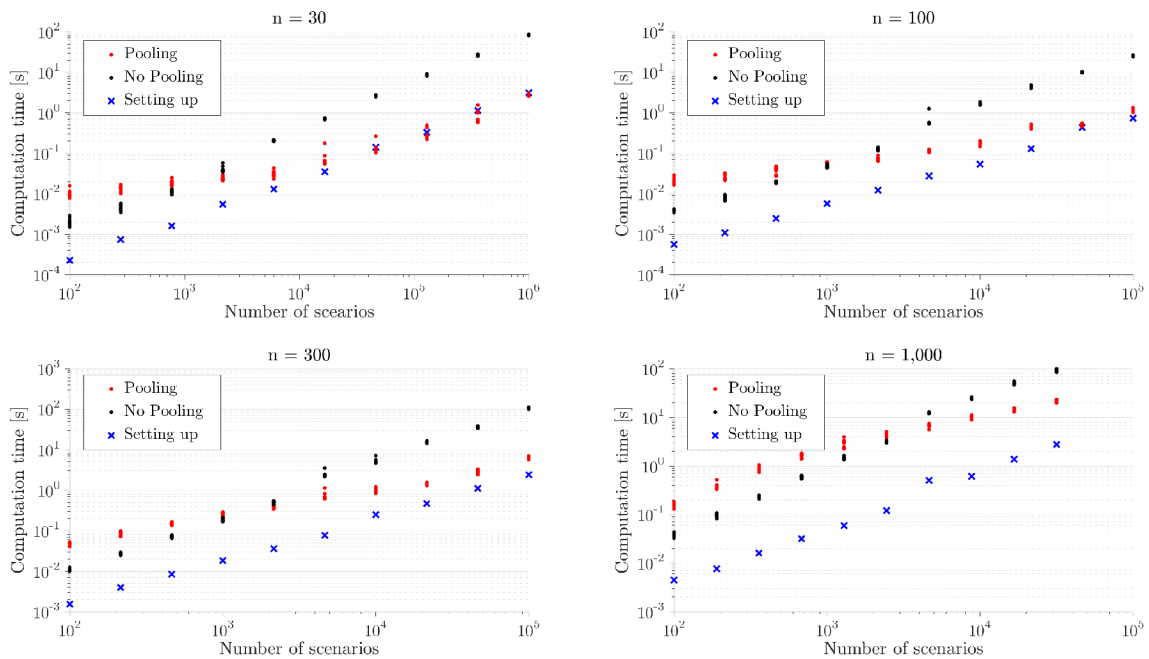 n = 30
10^2
10^1
10^0
10^-1
10^-2
10^-3
10^-4
Computation time [s]
Pooling
No Pooling
Setting up
10^2
10^3
10^4
10^5
10^6
Number of scearios
n = 100
10^2
10^1
10^0
10^-1
10^-2
10^-3
10^-4
Computation time [s]
Pooling
No Pooling
Setting up
10^2
10^3
10^4
10^5
Number of scenarios
n = 300
10^3
10^2
10^1
10^0
10^-1
10^-2
10^-3
Computation time [s]
Pooling
No Pooling
Setting up
10^2
10^3
10^4
10^5
Number of scenarios
n = 1,000
10^2
10^1
10^0
10^-1
10^-2
10^-3
Computation time [s]
Pooling
No Pooling
Setting up
10^2
10^3
10^4
10^5
Number of scenarios